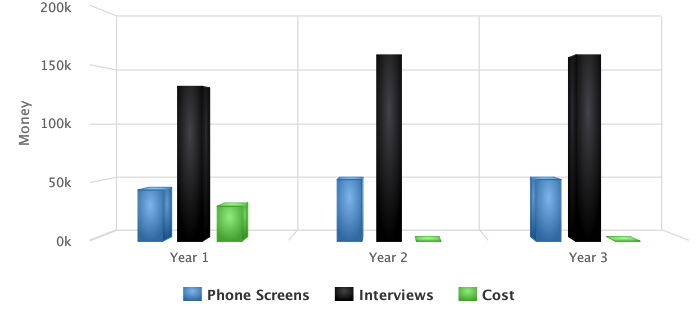 200k
150k
100k
50k
0k
Money
Year 1
Year 2
Year 3
Phone Screens
Interviews
Cost